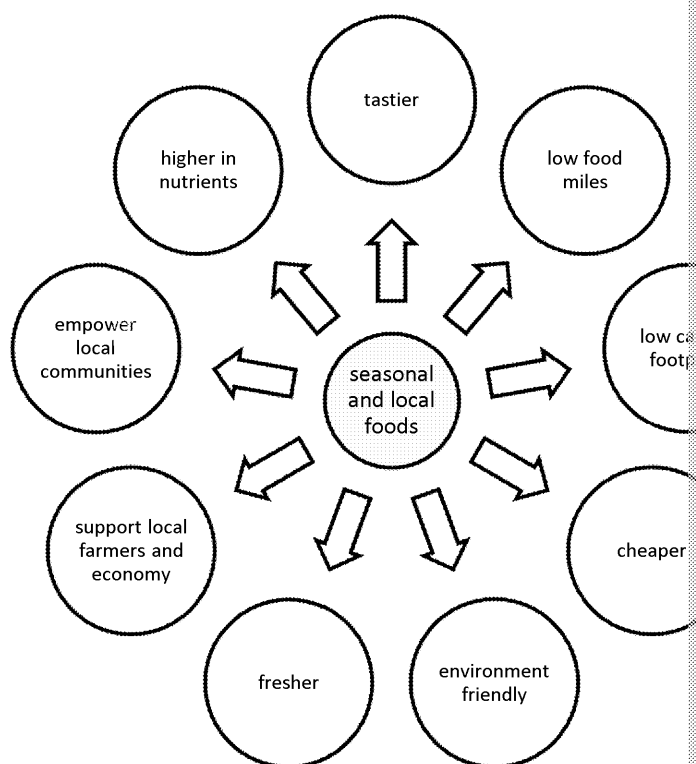 tastier
higher in
nutrients
low food
miles
empower
local
communities
low
seasonal
and local
foods
support local
farmers and
economy
cheaper
fresher
environment
friendly